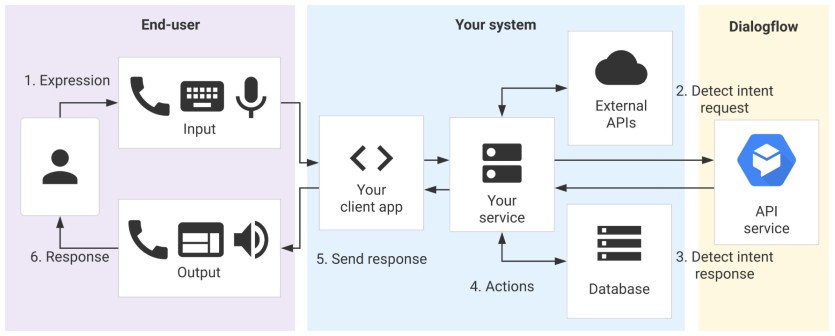 End-user
Your system
Dialogflow
1. Expression
Input
External
APIs
2. Detect intent
request
Your
client app
Your
service
API
service
6. Response
Output
5. Send response
4. Actions
Database
3. Detect intent
response